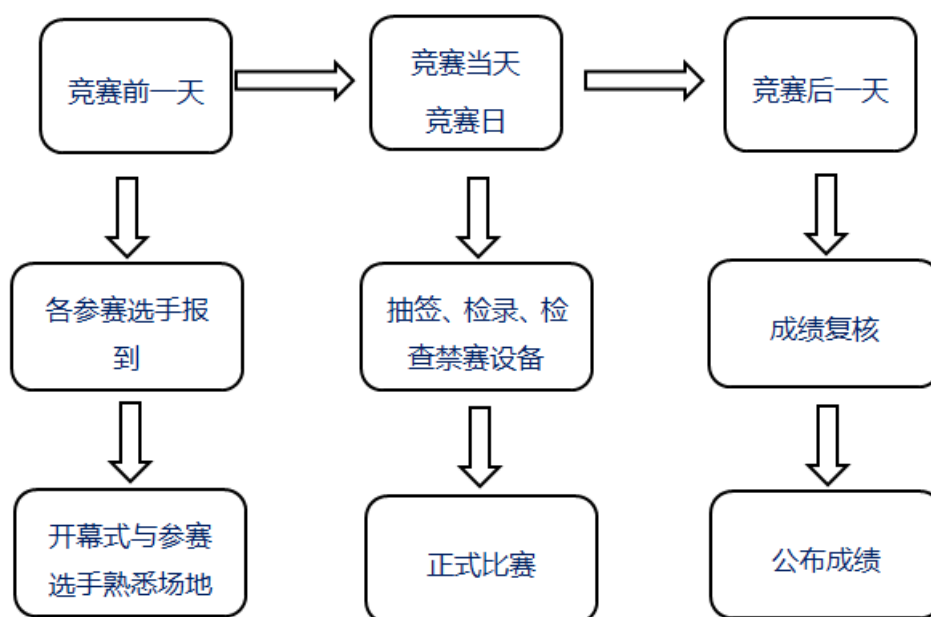 竞赛前一天
竞赛当天
竞赛日
竞赛后一天
各参赛选手报
到
抽签、检录、检
查禁赛设备
成绩复核
开幕式与参赛
选手熟悉场地
正式比赛
公布成绩